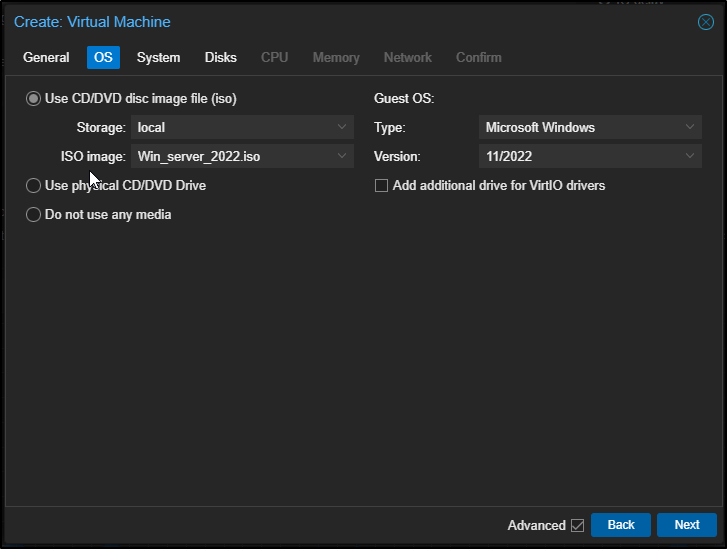 Create: Virtual Machine
General OS System Disks CPU Memory Network Confirm
Use CD/DVD disc image file (iso) Guest OS:
Storage: local Type: Microsoft Windows
ISO image: Win_server_2022.iso Version: 11/2022
Use physical CD/DVD Drive Add additional drive for VirtIO drivers
Do not use any media
Advanced Back Next